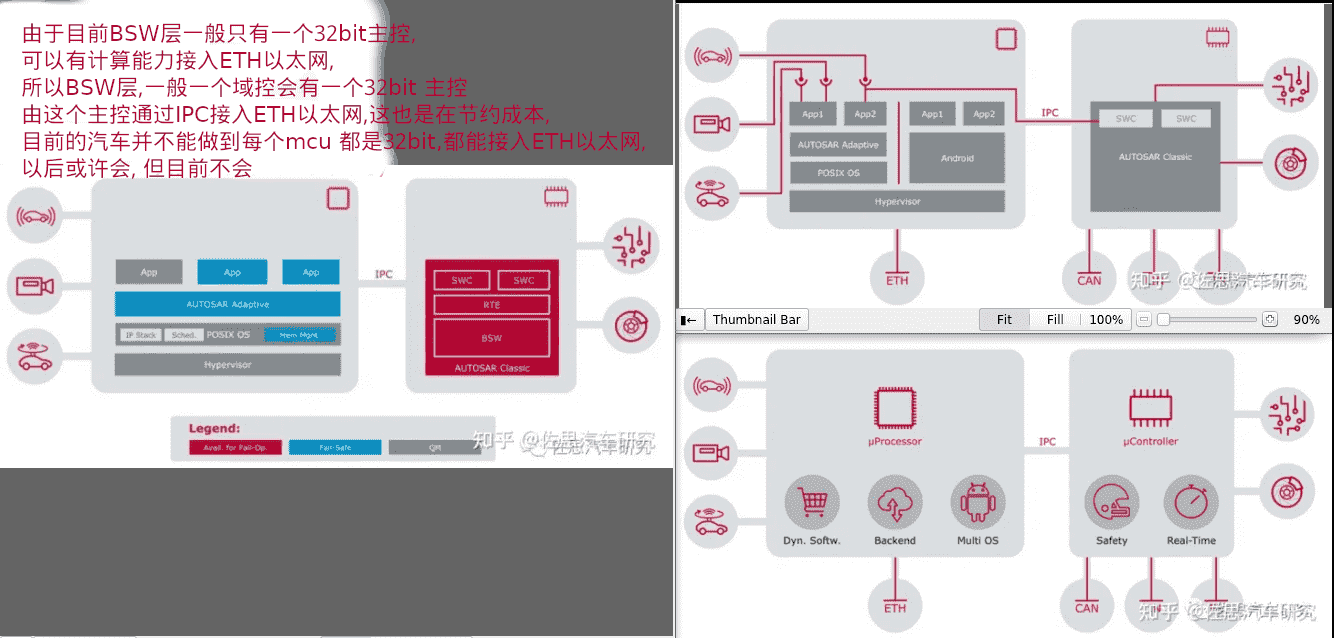 由于目前BSW层一般只有一个32bit主控,
可以有计算能力接入ETH以太网,
所以BSW层,一般一个域控会有一个32bit 主控
由这个主控通过IPC接入ETH以太网,这也是在节约成本,
目前的汽车并不能做到每个mcu 都是32bit,都能接入ETH以太网,
以后或许会, 但目前不会
App
App
App
AUTOSAR Adaptive
IP Stack
Sched.
POSIX OS
Mem Mgmt
Hypervisor
IPC
SWC
SWC
RTE
BSW
AUTOSAR Classic
Legend:
Avail. for Fail-Op.
Fail-Safe
QM
知乎 @佐思汽车研究
App1
App2
App1
App2
AUTOSAR Adaptive
POSIX OS
Android
Hypervisor
ETH
IPC
SWC
SWC
AUTOSAR Classic
CAN
知乎 @佐思汽车研究
Thumbnail Bar
Fit
Fill
100%
90%
µProcessor
Dyn. Softw.
Backend
Multi OS
ETH
IPC
µController
Safety
Real-Time
CAN
知乎 @佐思汽车研究